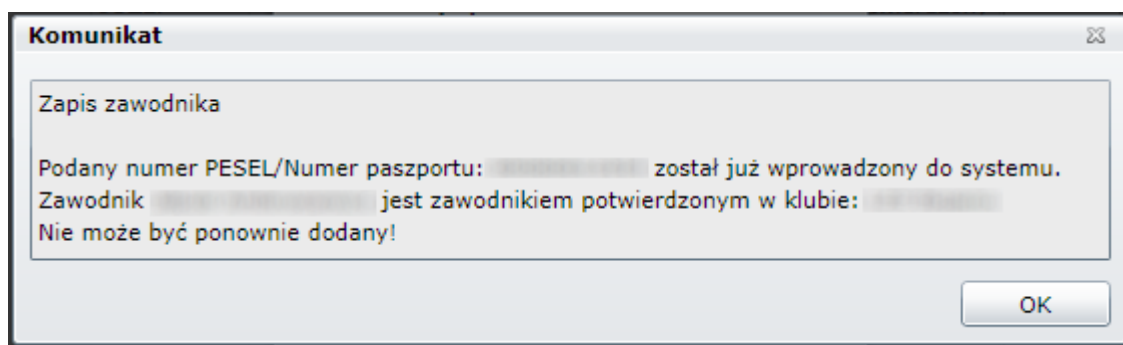 Komunikat
Zapis zawodnika
Podany numer PESEL/Numer paszportu: został już wprowadzony do systemu.
Zawodnik jest zawodnikiem potwierdzonym w klubie:
Nie może być ponownie dodany!
OK